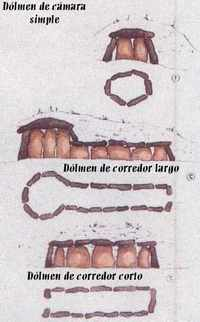 Dólmen de cámara
simple
Dólmen de corredor largo
Dólmen de corredor corto